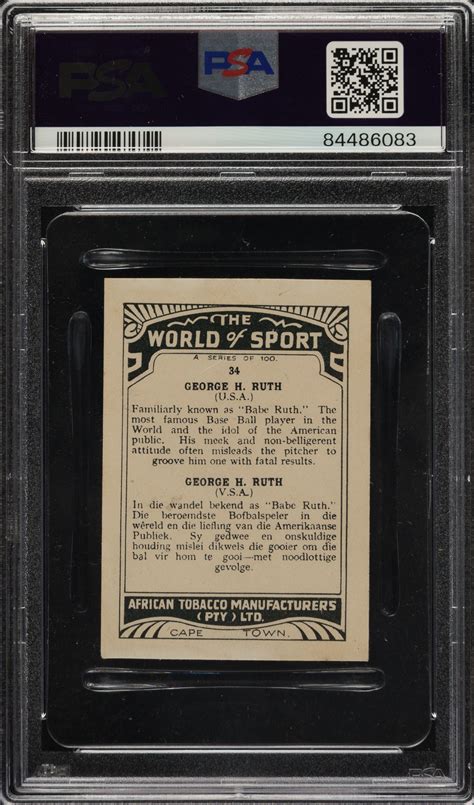 PSA
PSA
84486083
THE
WORLD of SPORT
A SERIES OF 100.
34
GEORGE H. RUTH
(U.S.A.)
Familiarly known as "Babe Ruth." The
most famous Base Ball player in the
World and the idol of the American
public. His meek and non-belligerent
attitude often misleads the pitcher to
groove him one with fatal results.
GEORGE H. RUTH
(V.S.A.)
In die wandel bekend as "Babe Ruth."
Die beroemdste Bofbalspeler in die
wêreld en die liefling van die Amerikaanse
Publiek. Sy gedwee en onskuldige
houding mislei dikwels die gooier om die
bal vir hom te gooi—met noodlottige
gevolge.
AFRICAN TOBACCO MANUFACTURERS
(PTY) LTD.
CAPE TOWN.
PSA